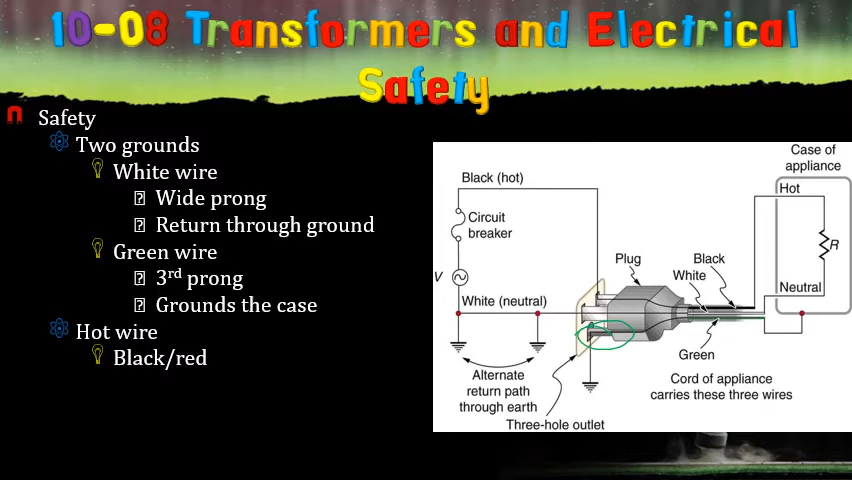 10-08 Transformers and Electrical
Safety
Safety
Two grounds
White wire
Wide prong
Return through ground
Green wire
3rd prong
Grounds the case
Hot wire
Black/red
Case of
appliance
Black (hot)
Hot
Circuit
breaker
R
Plug
Black
White
V
Neutral
White (neutral)
Green
Alternate
return path
through earth
Cord of appliance
carries these three wires
Three-hole outlet